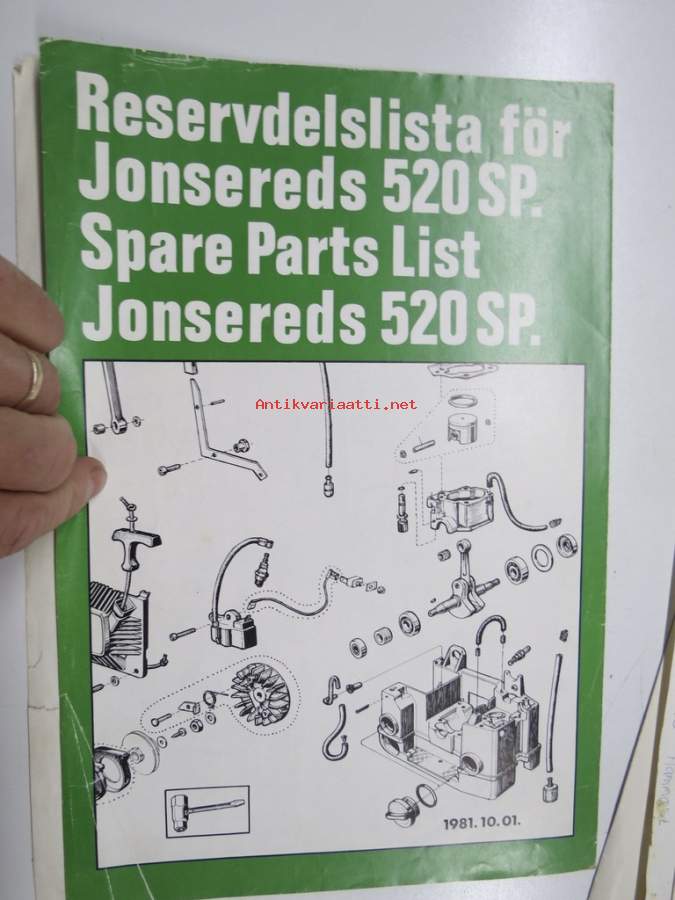 Reservdelslista för
Jonsereds 520 SP.
Spare Parts List
Jonsereds 520 SP.
Antikvariaatti.net
1981.10.01.